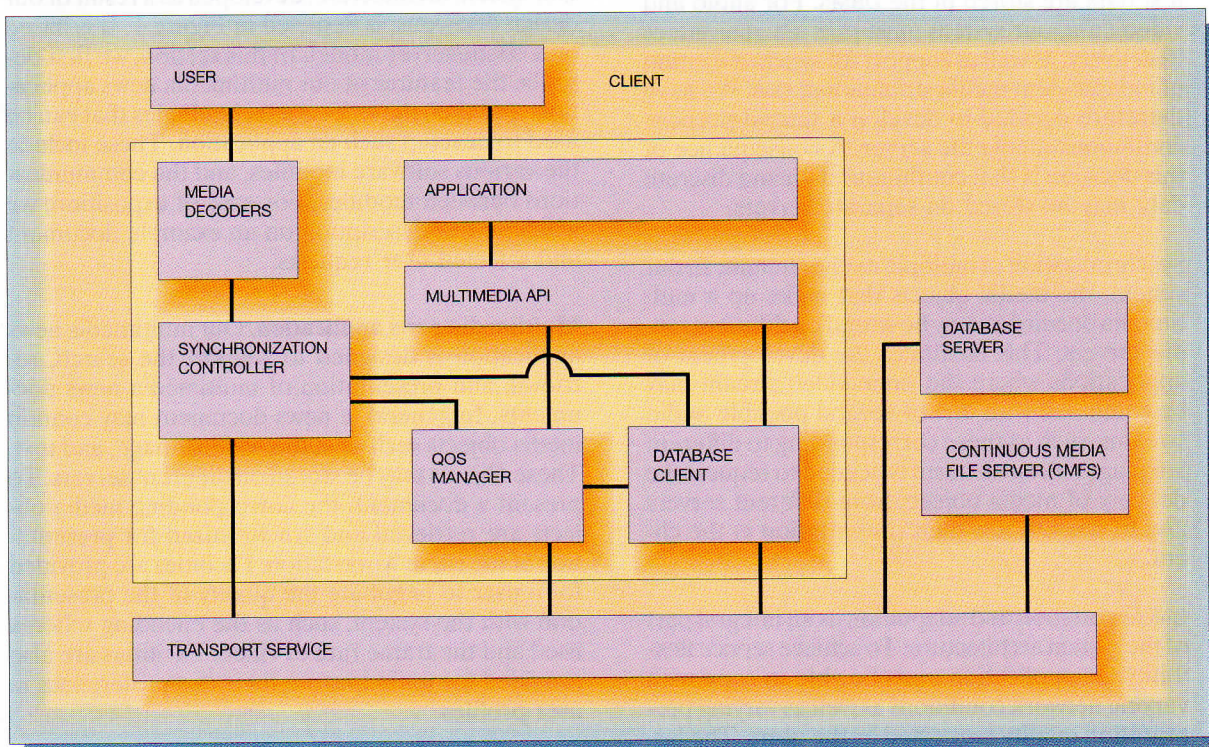 USER
CLIENT
MEDIA
DECODERS
APPLICATION
MULTIMEDIA API
SYNCHRONIZATION
CONTROLLER
DATABASE
SERVER
QOS
MANAGER
DATABASE
CLIENT
CONTINUOUS MEDIA
FILE SERVER (CMFS)
TRANSPORT SERVICE